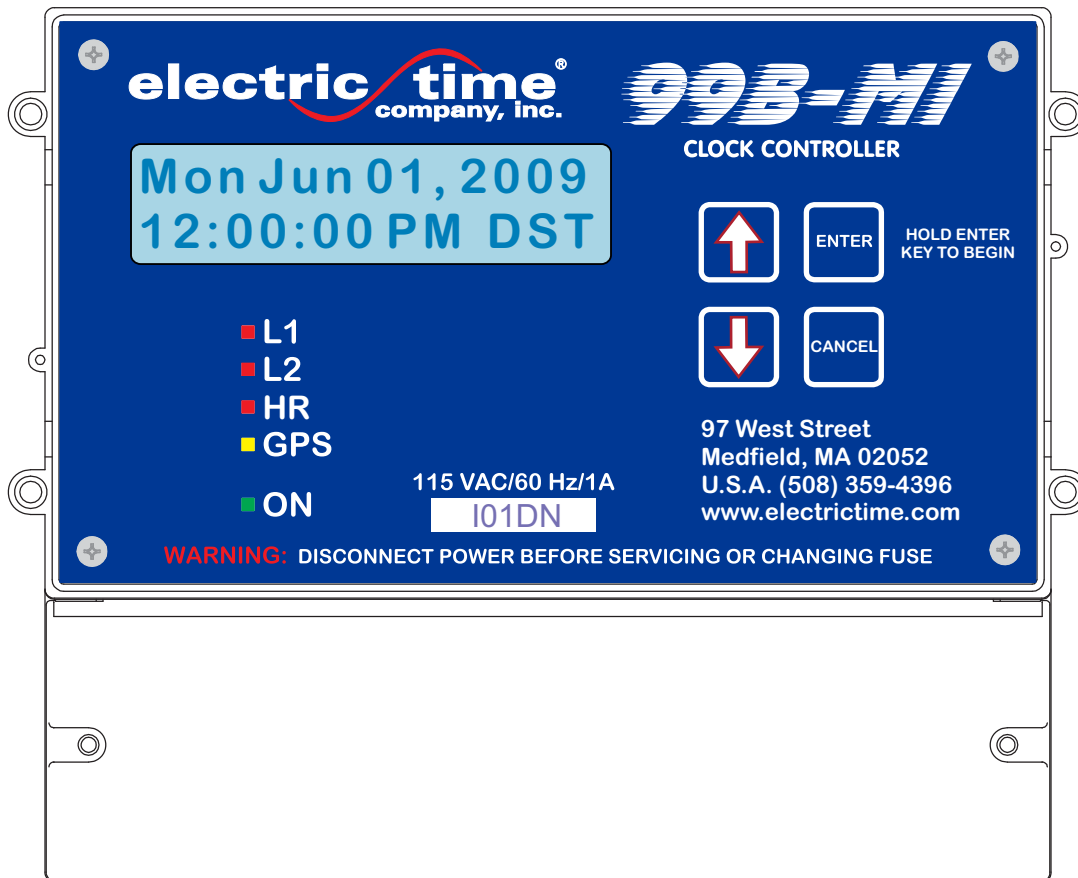 electric time®
company, inc.
99B-MI
CLOCK CONTROLLER
Mon Jun 01, 2009
12:00:00 PM DST
ENTER
HOLD ENTER
KEY TO BEGIN
CANCEL
L1
L2
HR
GPS
ON
115 VAC/60 Hz/1A
I01DN
97 West Street
Medfield, MA 02052
U.S.A. (508) 359-4396
www.electrictime.com
WARNING: DISCONNECT POWER BEFORE SERVICING OR CHANGING FUSE